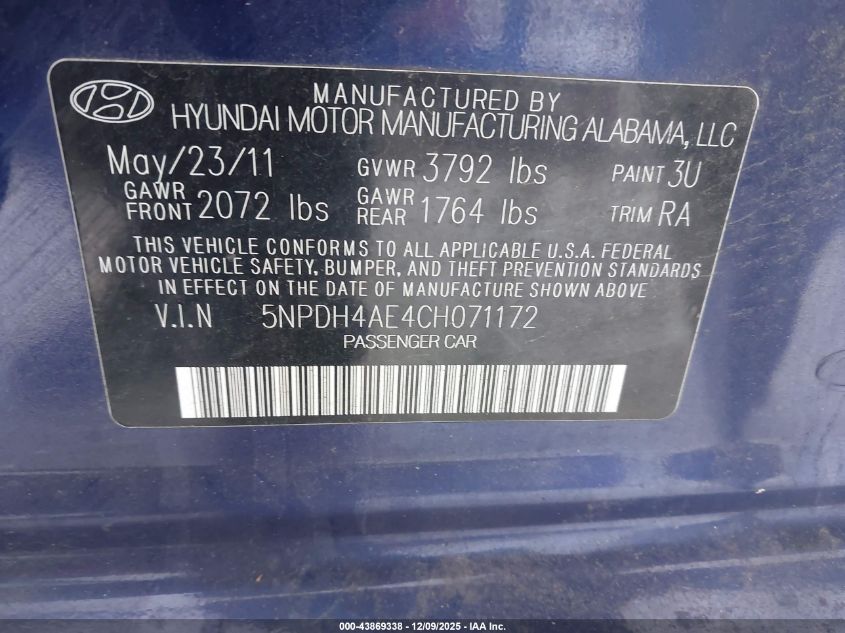 MANUFACTURED BY
HYUNDAI MOTOR MANUFACTURING ALABAMA, LLC
May/23/11 GVWR 3792 lbs PAINT 3U
GAWR FRONT 2072 lbs GAWR REAR 1764 lbs TRIM RA
THIS VEHICLE CONFORMS TO ALL APPLICABLE U.S.A. FEDERAL
MOTOR VEHICLE SAFETY, BUMPER, AND THEFT PREVENTION STANDARDS
IN EFFECT ON THE DATE OF MANUFACTURE SHOWN ABOVE
V.I.N 5NPDH4AE4CH071172
PASSENGER CAR
000-43869338 - 12/09/2025 - IAA Inc.